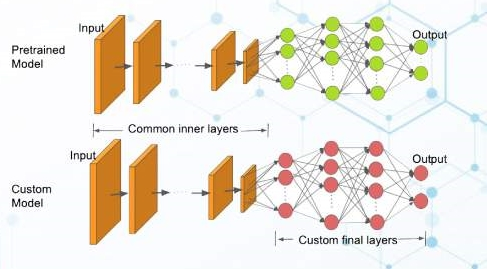 Input
Output
Pretrained
Model
Common inner layers
Input
Output
Custom
Model
Custom final layers